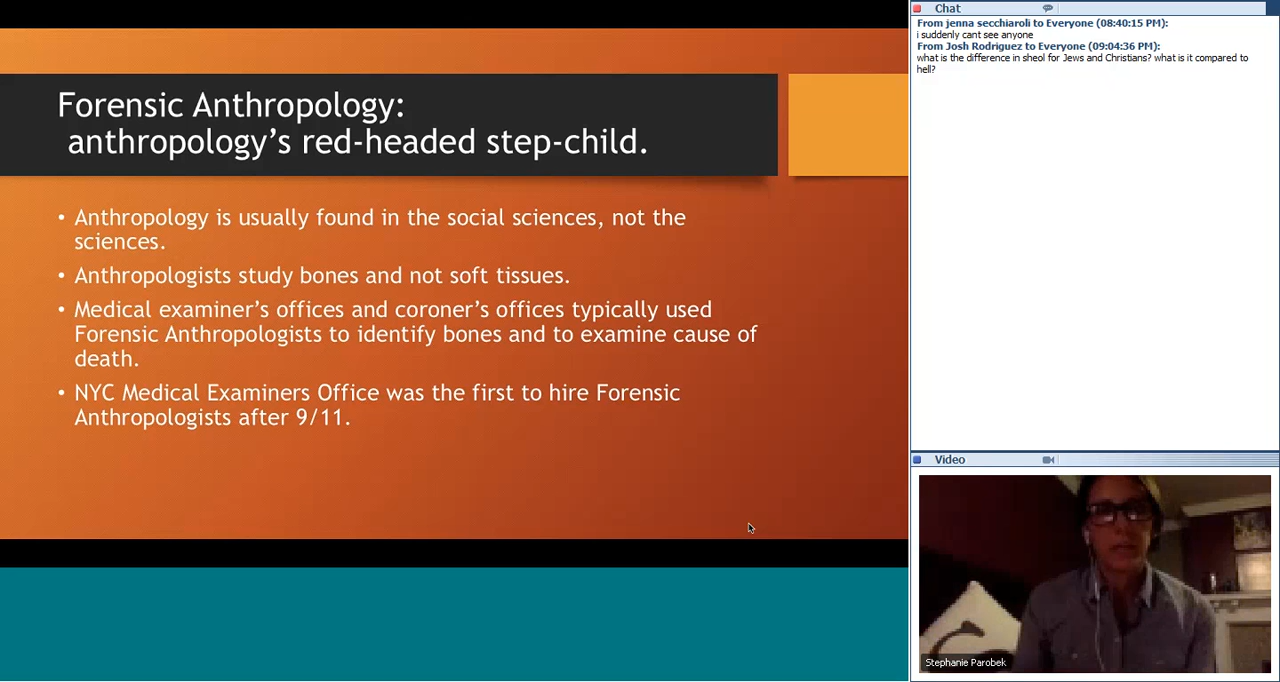 Forensic Anthropology:
anthropology's red-headed step-child.
• Anthropology is usually found in the social sciences, not the
sciences.
• Anthropologists study bones and not soft tissues.
• Medical examiner's offices and coroner's offices typically used
Forensic Anthropologists to identify bones and to examine cause of
death.
• NYC Medical Examiners Office was the first to hire Forensic
Anthropologists after 9/11.
Chat
From jenna secchiaroli to Everyone (08:40:15 PM):
i suddenly cant see anyone
From Josh Rodriguez to Everyone (09:04:36 PM):
what is the difference in sheol for Jews and Christians? what is it compared to
hell?
Video
Stephanie Parobek